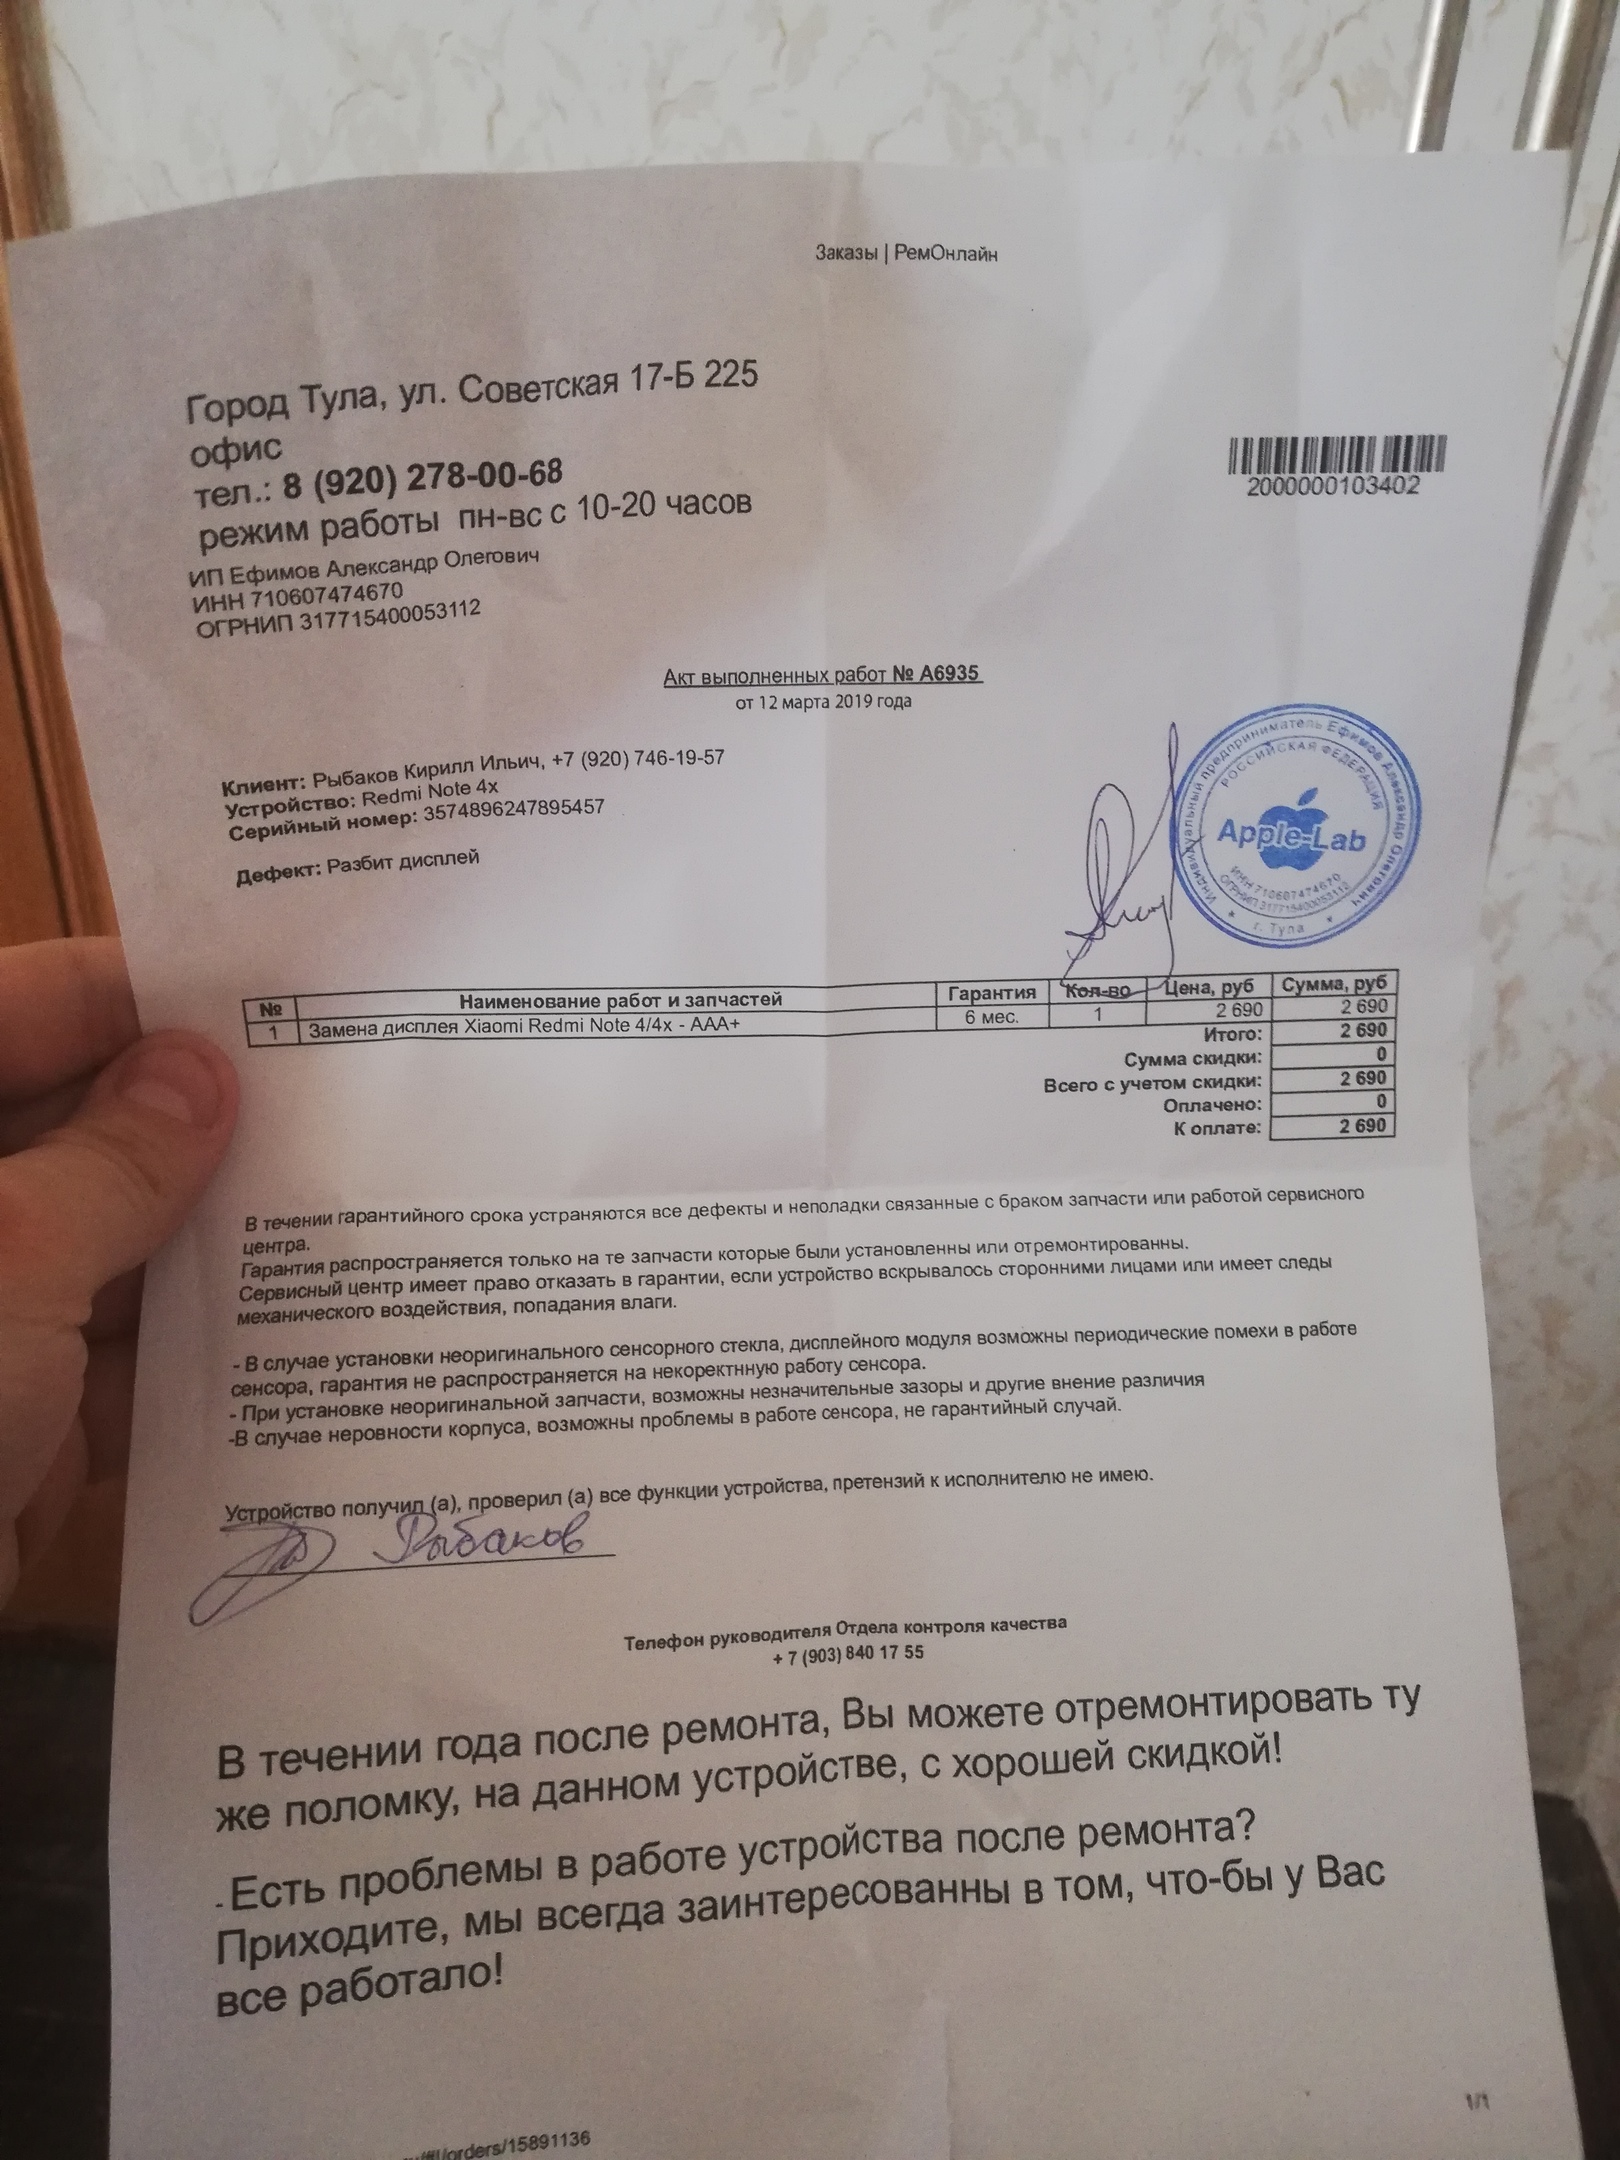 Заказы | РемОнлайн
Город Тула, ул. Советская 17-Б 225
офис
тел.: 8 (920) 278-00-68
режим работы пн-вс с 10-20 часов
ИП Ефимов Александр Олегович
ИНН 710607474670
ОГРНИП 317715400053112
2000000103402
Акт выполненных работ № А6935
от 12 марта 2019 года
Клиент: Рыбаков Кирилл Ильич, +7 (920) 746-19-57
Устройство: Redmi Note 4x
Серийный номер: 3574896247895457
Дефект: Разбит дисплей
Индивидуальный предприниматель Ефимов Александр Олегович
РОССИЙСКАЯ ФЕДЕРАЦИЯ
Apple-Lab
ИНН 710607474670
ОГРНИП 317715400053112
г. Тула
№ Наименование работ и запчастей Гарантия Кол-во Цена, руб Сумма, руб
1 Замена дисплея Xiaomi Redmi Note 4/4x - AAA+ 6 мес. 1 2 690 2 690
Итого: 2 690
Сумма скидки: 0
Всего с учетом скидки: 2 690
Оплачено: 0
К оплате: 2 690
В течении гарантийного срока устраняются все дефекты и неполадки связанные с браком запчасти или работой сервисного
центра.
Гарантия распространяется только на те запчасти которые были установленны или отремонтированны.
Сервисный центр имеет право отказать в гарантии, если устройство вскрывалось сторонними лицами или имеет следы
механического воздействия, попадания влаги.
- В случае установки неоригинального сенсорного стекла, дисплейного модуля возможны периодические помехи в работе
сенсора, гарантия не распространяется на некоректнную работу сенсора.
- При установке неоригинальной запчасти, возможны незначительные зазоры и другие внение различия
-В случае неровности корпуса, возможны проблемы в работе сенсора, не гарантийный случай.
Устройство получил (а), проверил (а) все функции устройства, претензий к исполнителю не имею.
Рыбаков
Телефон руководителя Отдела контроля качества
+ 7 (903) 840 17 55
В течении года после ремонта, Вы можете отремонтировать ту
же поломку, на данном устройстве, с хорошей скидкой!
- Есть проблемы в работе устройства после ремонта?
Приходите, мы всегда заинтересованны в том, что-бы у Вас
все работало!
1/1
/orders/15891136